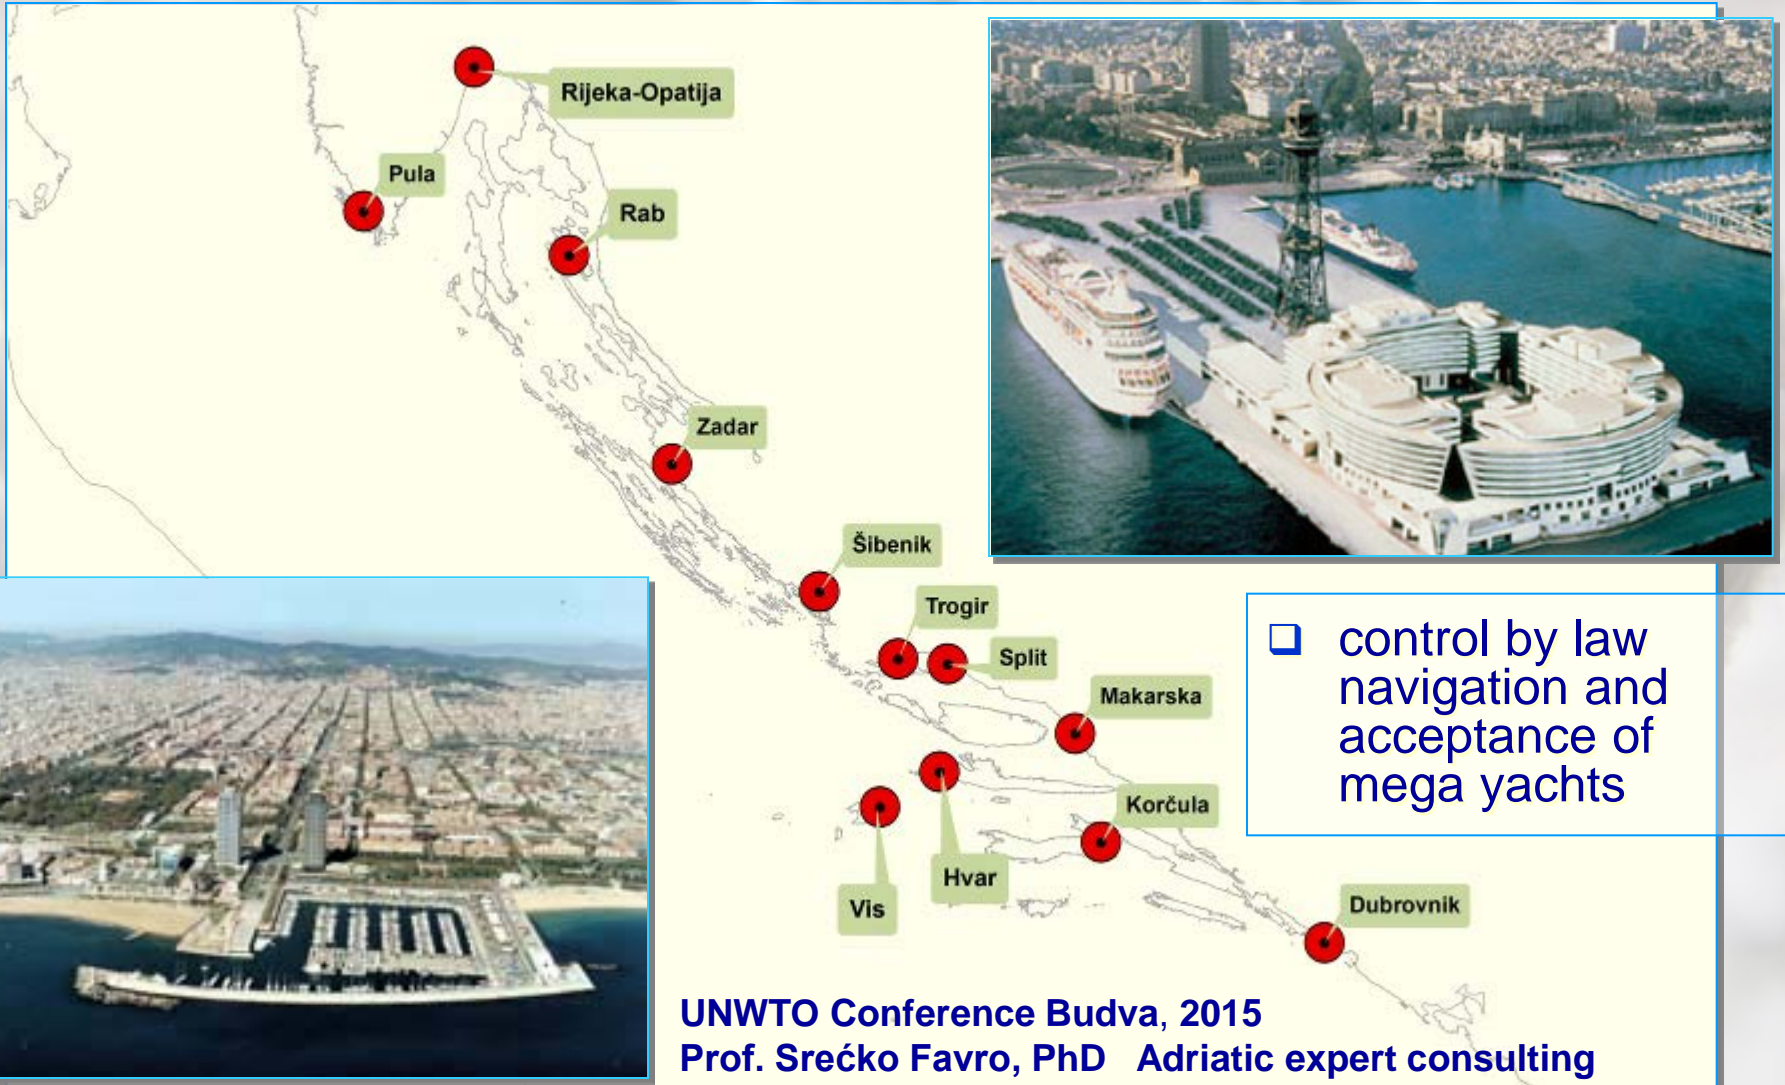 Rijeka-Opatija
Pula
Rab
Zadar
Šibenik
Trogir
Split
Makarska
Korčula
Hvar
Vis
Dubrovnik
control by law
navigation and
acceptance of
mega yachts
UNWTO Conference Budva, 2015
Prof. Srećko Favro, PhD Adriatic expert consulting